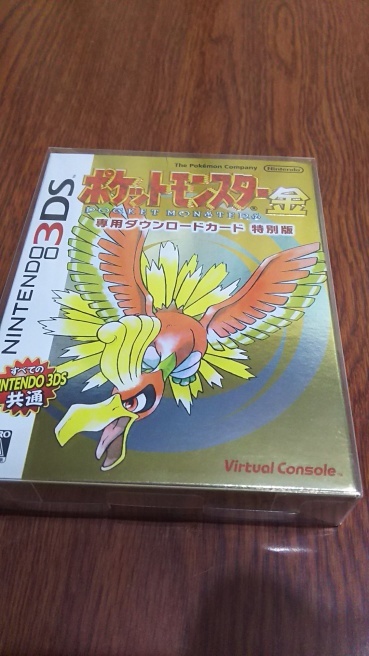 The Pokémon Company
Nintendo
ポケットモンスター金
POCKET MONSTERS
専用ダウンロードカード 特別版
NINTENDO 3DS
すべての
NINTENDO 3DS
共通
Virtual Console
A